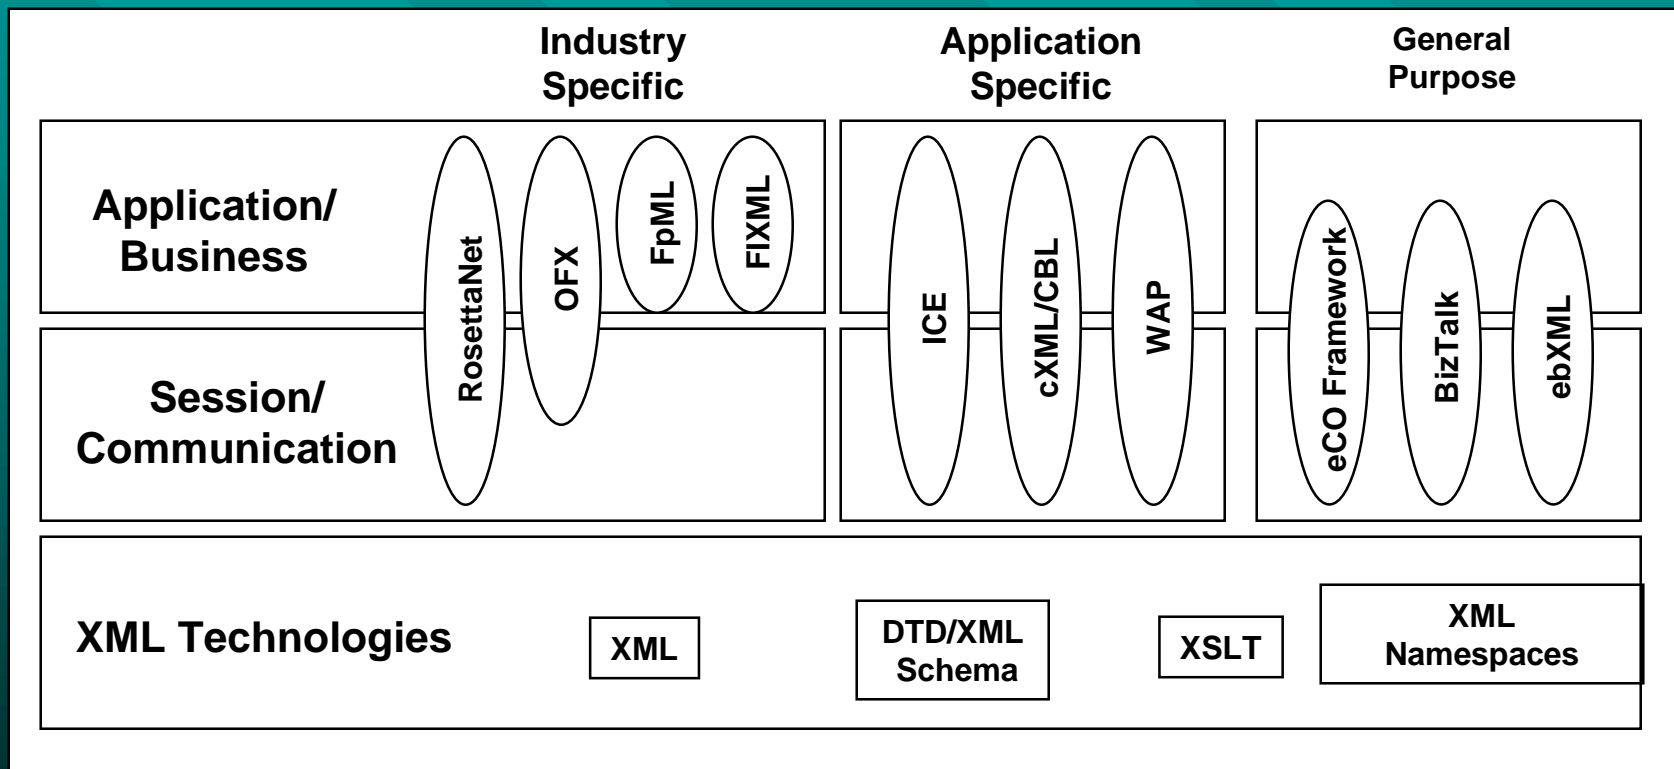 Industry
Specific
Application
Specific
General
Purpose
Application/
Business
RosettaNet
OFX
FpML
FIXML
ICE
cXML/CBL
WAP
eCO Framework
BizTalk
ebXML
Session/
Communication
XML Technologies
XML
DTD/XML
Schema
XSLT
XML
Namespaces